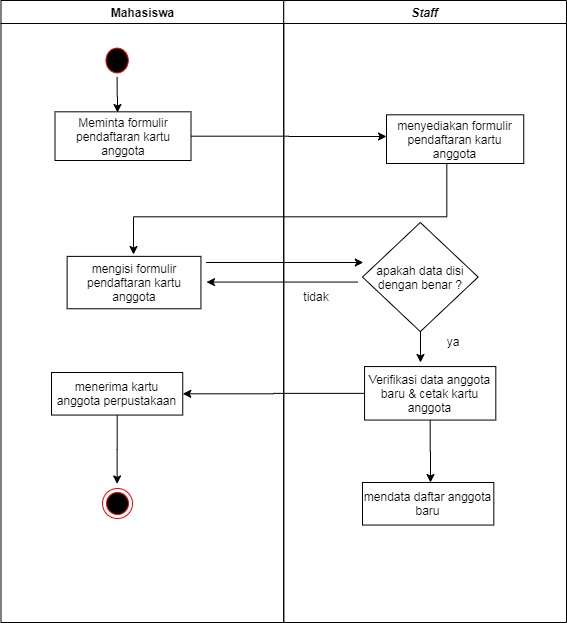 Mahasiswa
Staff
Meminta formulir
pendaftaran kartu
anggota
menyediakan formulir
pendaftaran kartu
anggota
mengisi formulir
pendaftaran kartu
anggota
apakah data disi
dengan benar ?
tidak
ya
Verifikasi data anggota
baru & cetak kartu
anggota
menerima kartu
anggota perpustakaan
mendata daftar anggota
baru